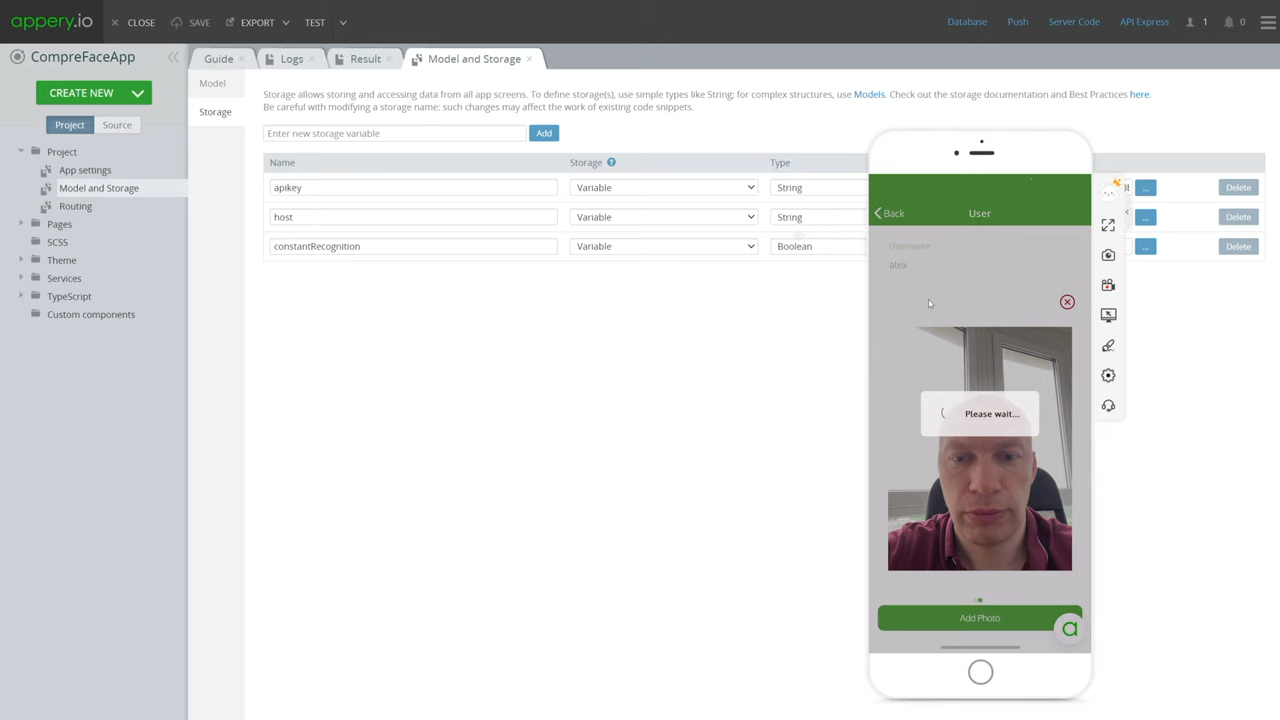 appery.io
CLOSE
SAVE
EXPORT
TEST
Database
Push
Server Code
API Express
1
0
CompreFaceApp
CREATE NEW
Project
Source
Project
App settings
Model and Storage
Routing
Pages
SCSS
Theme
Services
TypeScript
Custom components
Guide
Logs
Result
Model and Storage
Model
Storage
Storage allows storing and accessing data from all app screens. To define storage(s), use simple types like String; for complex structures, use Models. Check out the storage documentation and Best Practices here.
Be careful with modifying a storage name: such changes may affect the work of existing code snippets.
Enter new storage variable
Add
Name
Storage
Type
apikey
Variable
String
...
Delete
host
Variable
String
...
Delete
constantRecognition
Variable
Boolean
...
Delete
Back
User
Username
alex
Please wait...
Add Photo